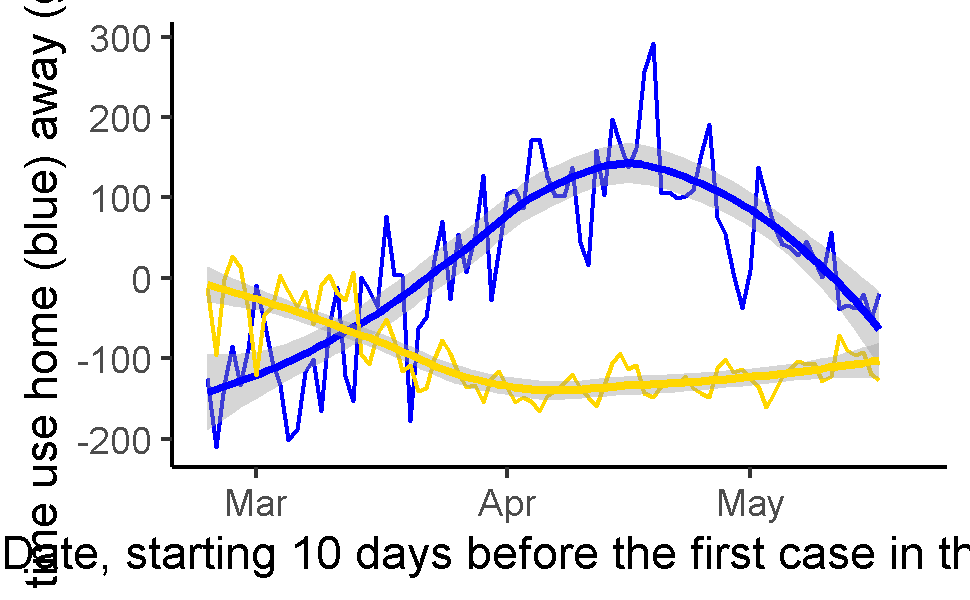 time use home (blue) away (
300
200
100
0
-100
-200
Mar
Apr
May
Date, starting 10 days before the first case in th